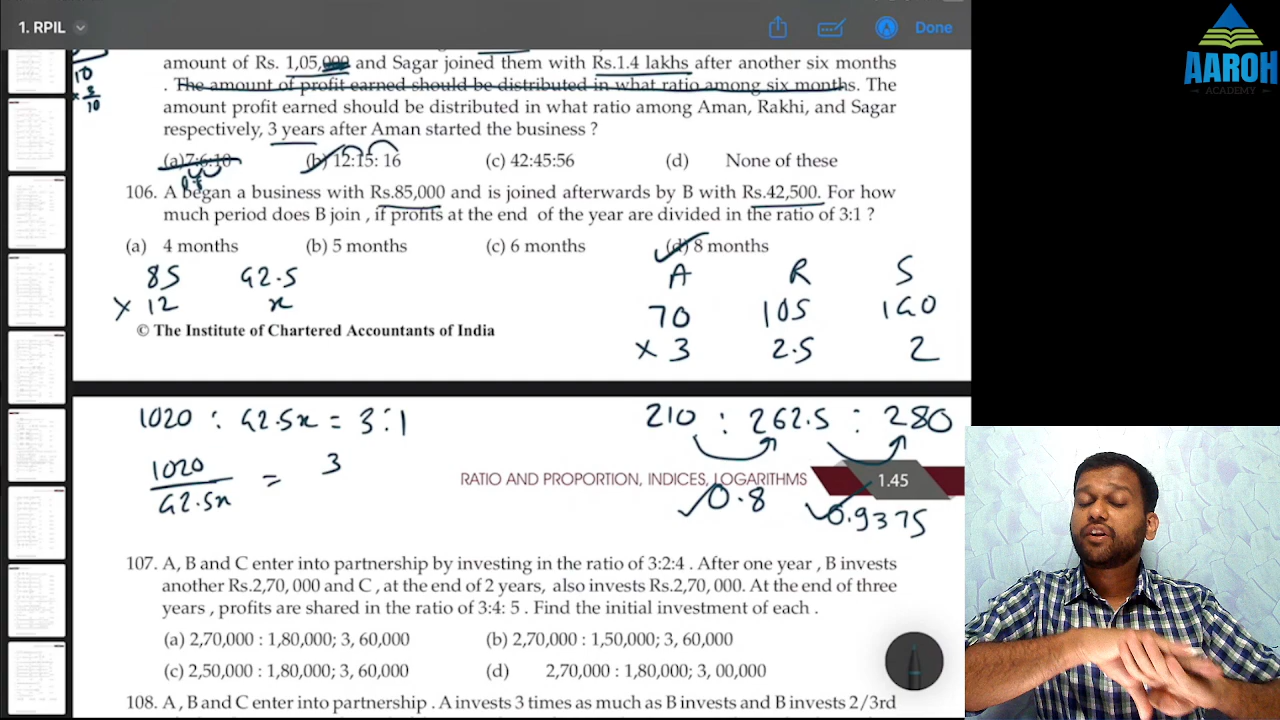 1. RPIL
Done
AAROH
ACADEMY
10
× 8
10
amount of Rs. 1,05,000 and Sagar joined them with Rs.1.4 lakhs after another six months
. The amount of profit earned should be distributed in what ratio among six months. The
amount profit earned should be distributed in what ratio among Aman, Rakhi, and Sagar
respectively, 3 years after Aman started the business ?
(a)7:6:10 (b) 12:15: 16 (c) 42:45:56 (d) None of these
106. A began a business with Rs.85,000 and is joined afterwards by B with Rs.42,500. For how
much period does B join , if profits at the end of the year are divided in the ratio of 3:1 ?
(a) 4 months (b) 5 months (c) 6 months (d) 8 months
85 42.5 A R S
× 12 x 70 105 140
© The Institute of Chartered Accountants of India
× 3 2.5 2
1020 : 42.5x = 3:1 210 : 262.5 : 280
1020 / 42.5x = 3
RATIO AND PROPORTION, INDICES, LOGARITHMS 1.45
0.8 0.9375
107. A, B and C enter into partnership by investing in the ratio of 3:2:4 . After one year , B invests
another Rs.2,70,000 and C, at the end of 2 years, also invests Rs.2,70, 000 At the end of three
years , profits are shared in the ratio of 3:4: 5 . Find the initial investment of each .
(a) 2,70,000 : 1,80,000; 3, 60,000 (b) 2,70,000 : 1,50,000; 3, 60,000
(c) 2,50,000 : 1,80,000; 3, 60,000 (d) 2,70,000 : 1,80,000; 3, 00,000
108. A, B and C enter into partnership . A invests 3 times as much as B invests and B invests 2/3rd